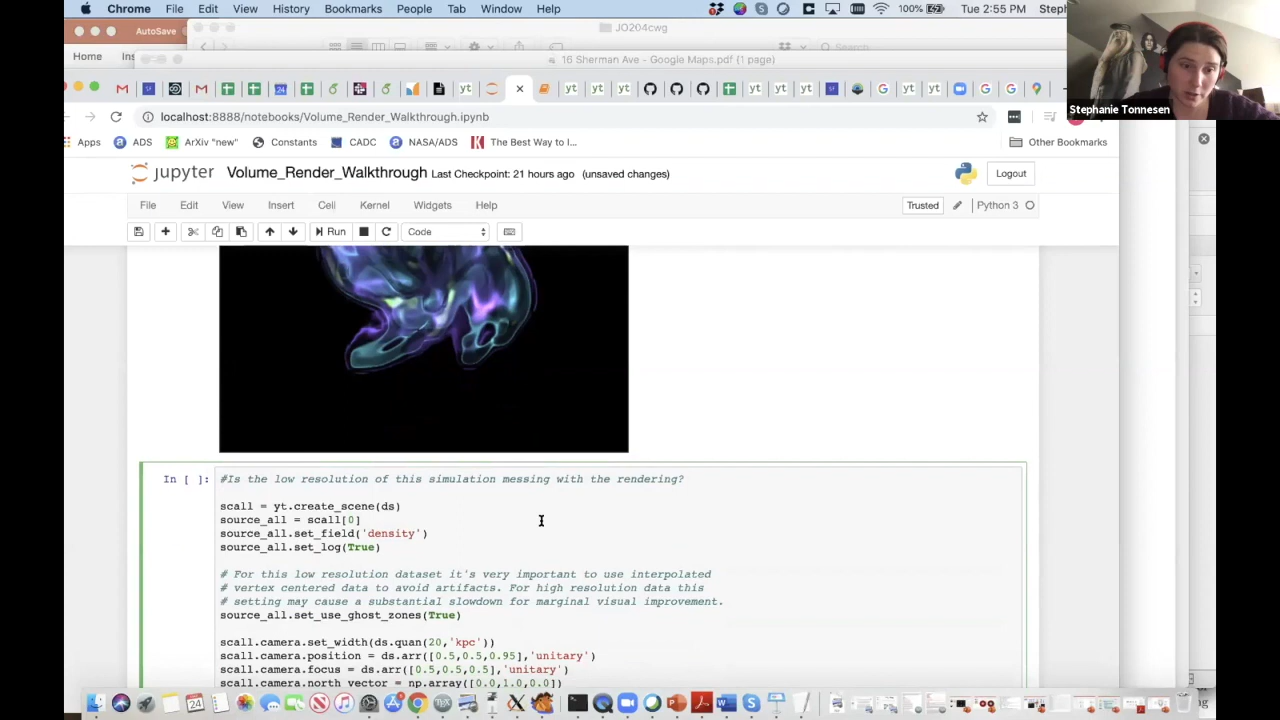 Chrome File Edit View History Bookmarks People Tab Window Help 100% Tue 2:55 PM Steph
AutoSave JO204cwg
Home Ins Search
16 Sherman Ave - Google Maps.pdf (1 page)
Stephanie Tonnesen
localhost:8888/notebooks/Volume_Render_Walkthrough.ipynb
Apps ADS ArXiv "new" Constants CADC NASA/ADS The Best Way to I... Other Bookmarks
jupyter Volume_Render_Walkthrough Last Checkpoint: 21 hours ago (unsaved changes) Logout
File Edit View Insert Cell Kernel Widgets Help Trusted Python 3
Run Code
In [ ]: #Is the low resolution of this simulation messing with the rendering?
scall = yt.create_scene(ds)
source_all = scall[0]
source_all.set_field('density')
source_all.set_log(True)
# For this low resolution dataset it's very important to use interpolated
# vertex centered data to avoid artifacts. For high resolution data this
# setting may cause a substantial slowdown for marginal visual improvement.
source_all.set_use_ghost_zones(True)
scall.camera.set_width(ds.quan(20,'kpc'))
scall.camera.position = ds.arr([0.5,0.5,0.95],'unitary')
scall.camera.focus = ds.arr([0.5,0.5,0.5],'unitary')
scall.camera.north_vector = np.array([0.0,1.0,0.0])